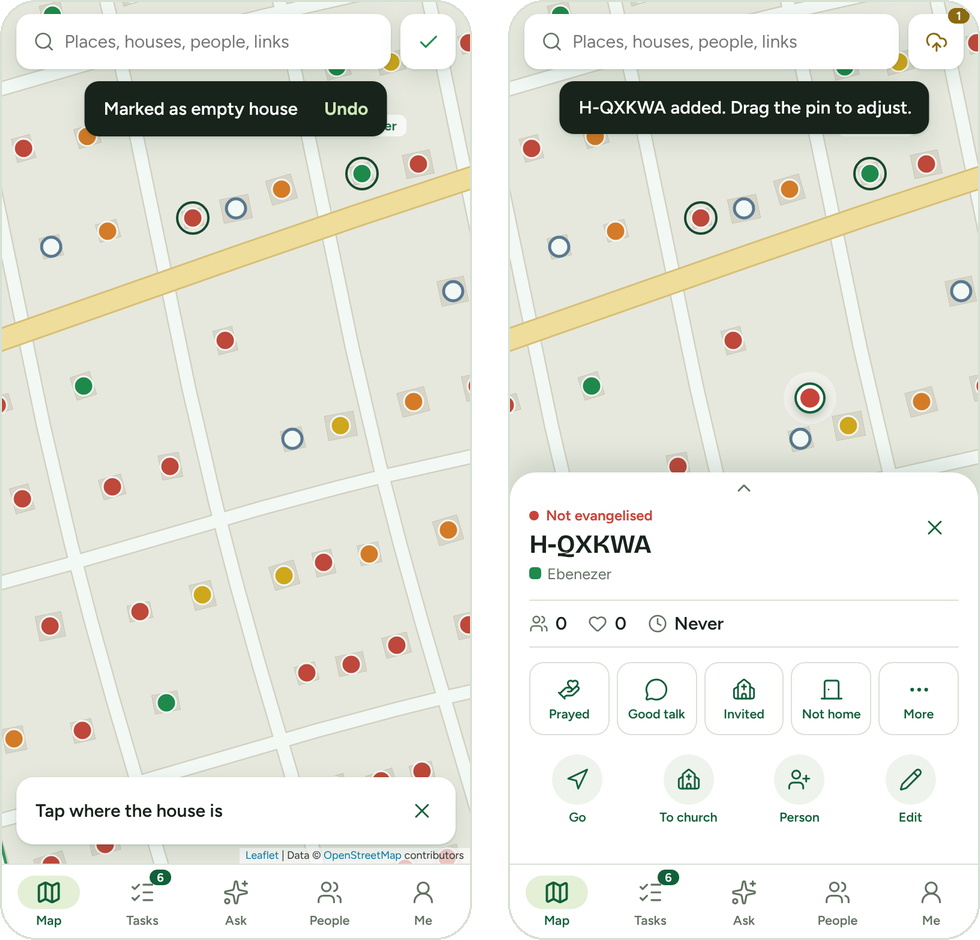 Places, houses, people, links
Marked as empty house Undo
er
Tap where the house is
Leaflet | Data © OpenStreetMap contributors
6
Map Tasks Ask People Me
Places, houses, people, links
1
H-QXKWA added. Drag the pin to adjust.
Not evangelised
H-QXKWA
Ebenezer
0 0 Never
Prayed Good talk Invited Not home More
Go To church Person Edit
6
Map Tasks Ask People Me